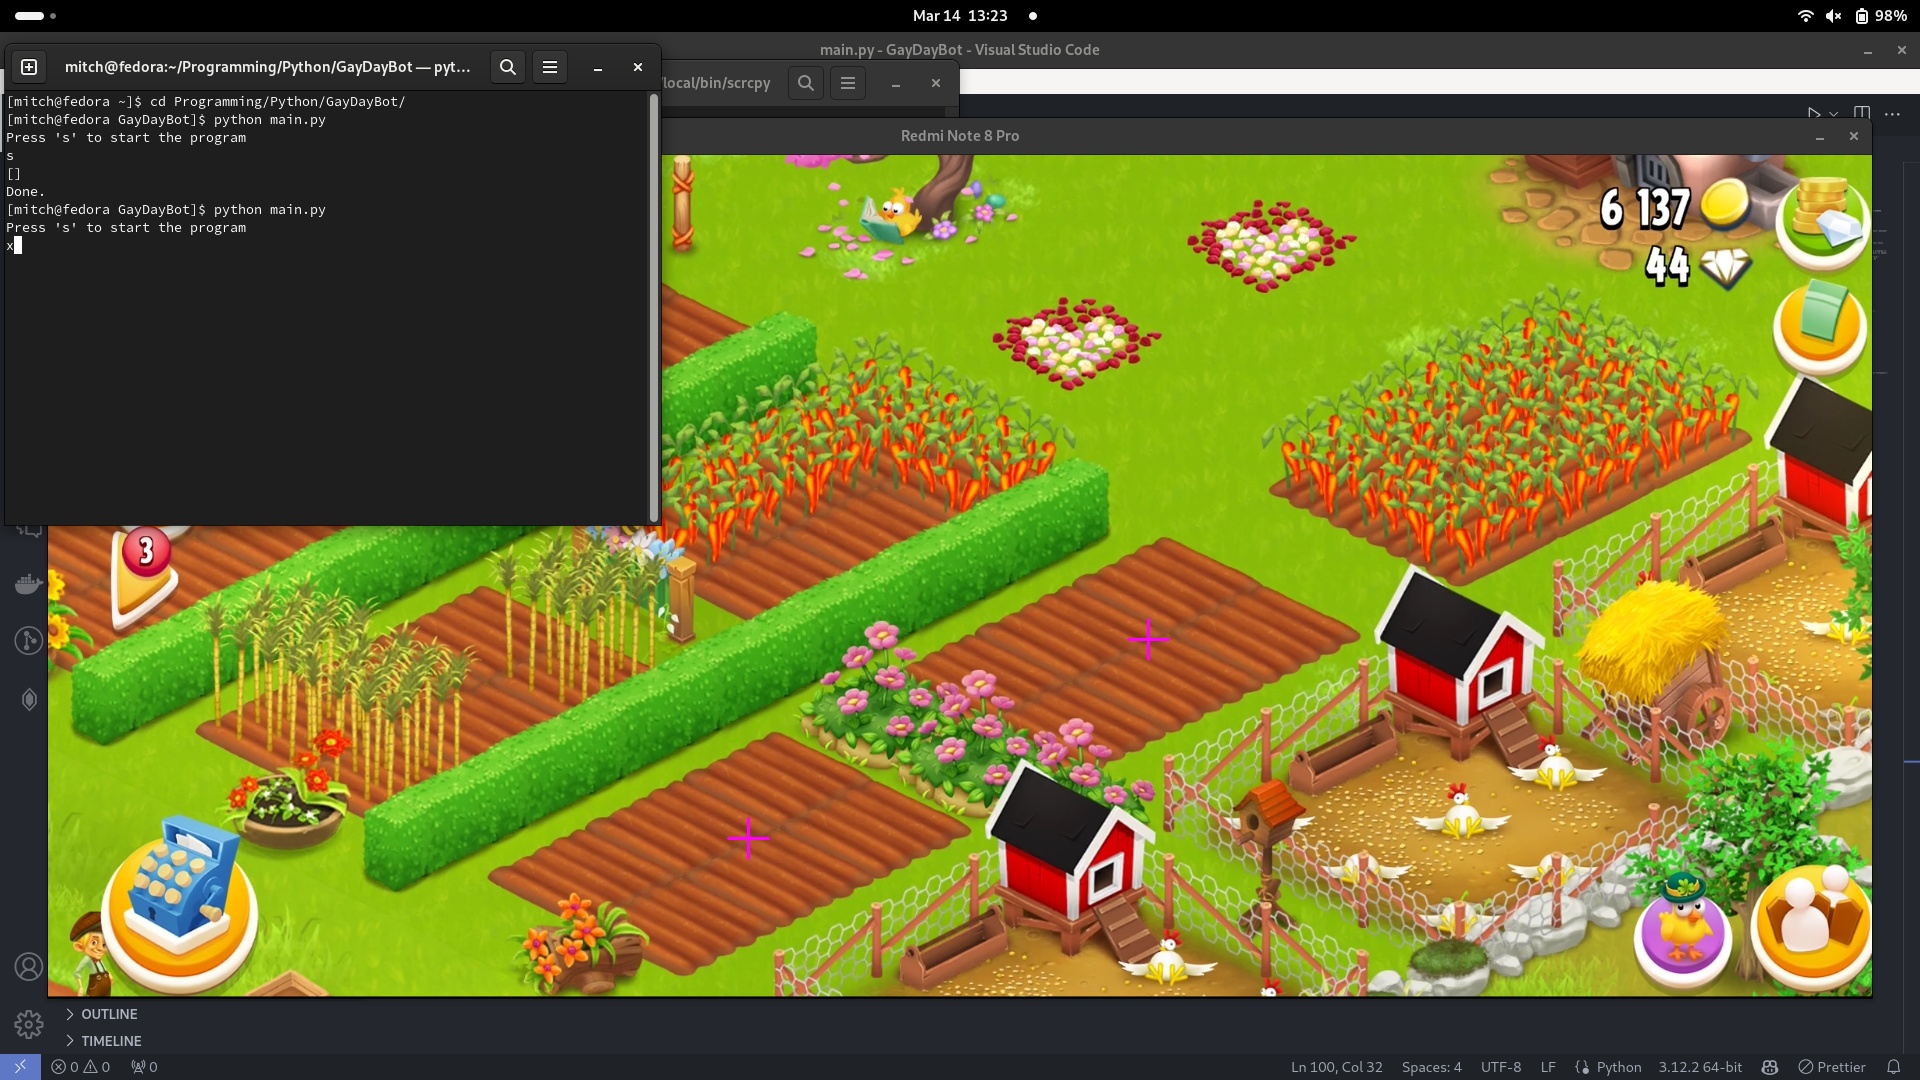 Mar 14 13:23
98%
main.py - GayDayBot - Visual Studio Code
mitch@fedora:~/Programming/Python/GayDayBot — pyt...
/local/bin/scrcpy
[mitch@fedora ~]$ cd Programming/Python/GayDayBot/
[mitch@fedora GayDayBot]$ python main.py
Press 's' to start the program
s
[]
Done.
[mitch@fedora GayDayBot]$ python main.py
Press 's' to start the program
x
Redmi Note 8 Pro
6 137
44
3
OUTLINE
TIMELINE
0 0 0
Ln 100, Col 32 Spaces: 4 UTF-8 LF Python 3.12.2 64-bit Prettier